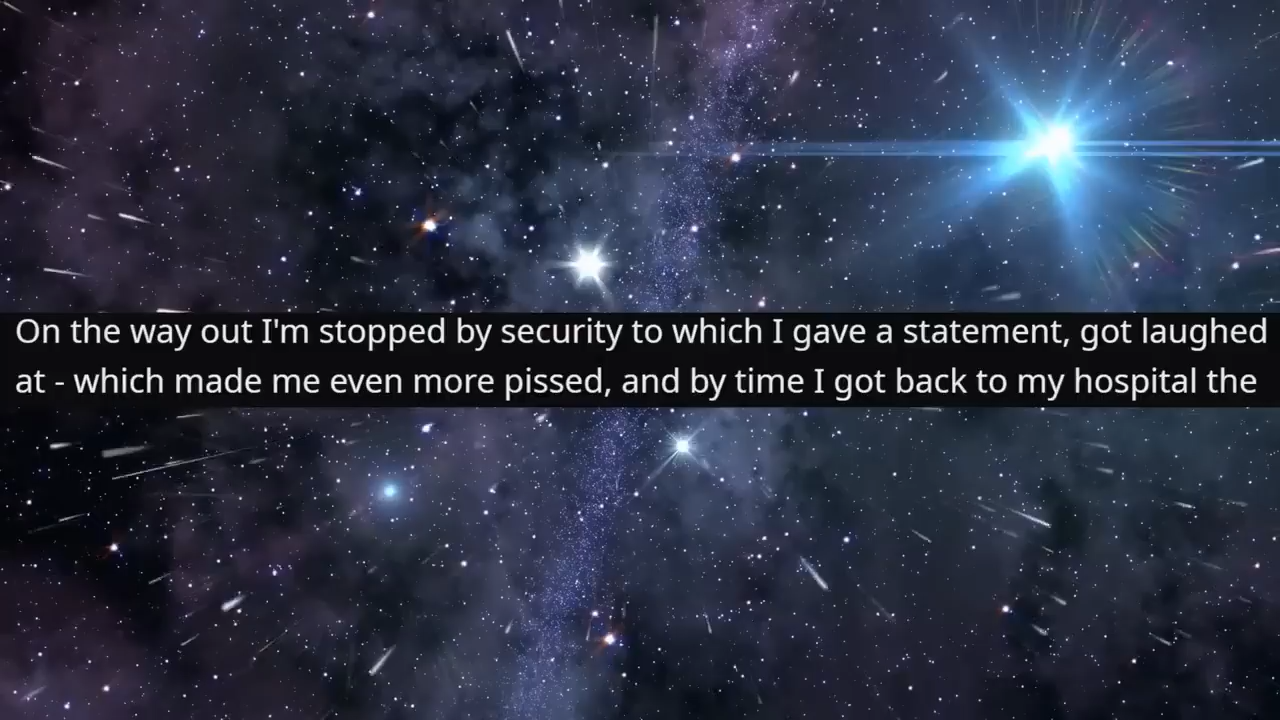 On the way out I'm stopped by security to which I gave a statement, got laughed
at - which made me even more pissed, and by time I got back to my hospital the